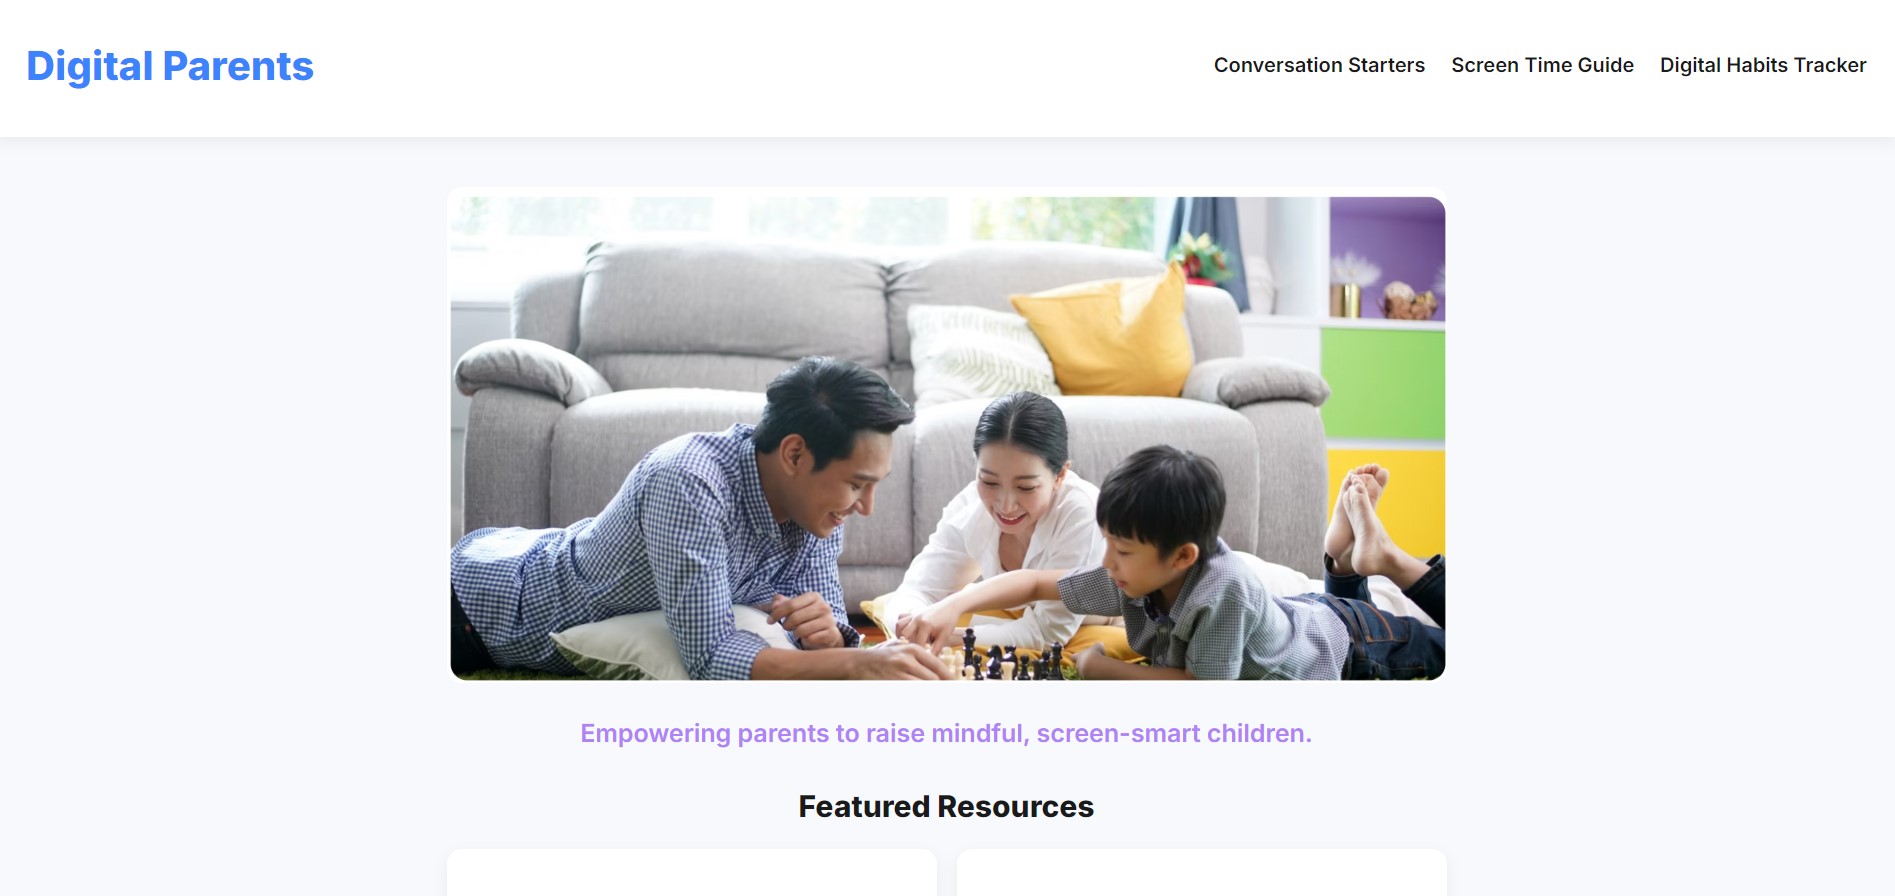 Digital Parents
Conversation Starters Screen Time Guide Digital Habits Tracker
Empowering parents to raise mindful, screen-smart children.
Featured Resources